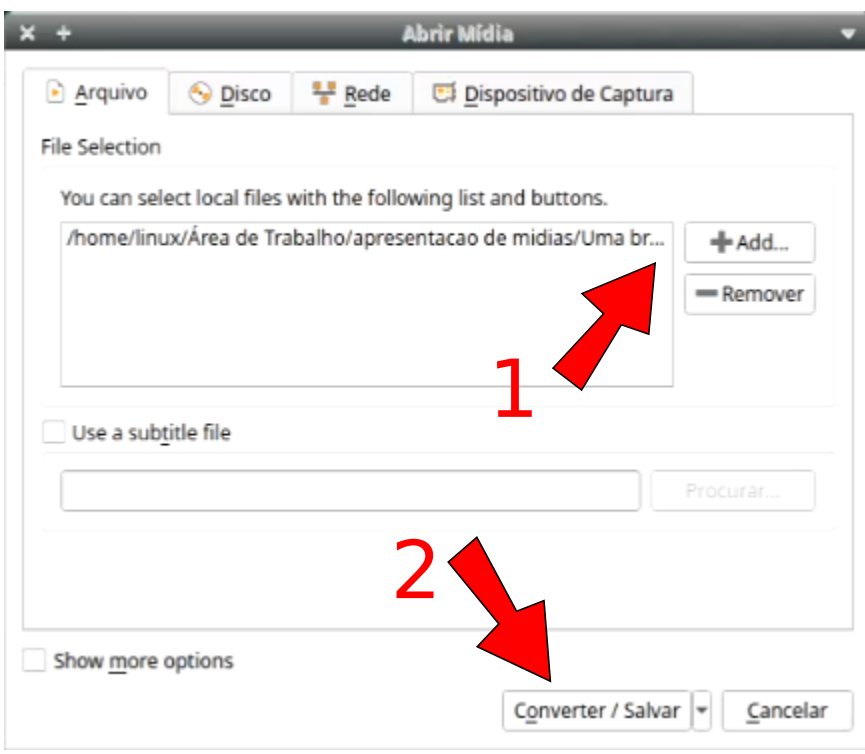 Abrir Mídia
Arquivo Disco Rede Dispositivo de Captura
File Selection
You can select local files with the following list and buttons.
/home/linux/Área de Trabalho/apresentacao de midias/Uma br...
Add...
Remover
1
Use a subtitle file
Procurar...
2
Show more options
Converter / Salvar Cancelar